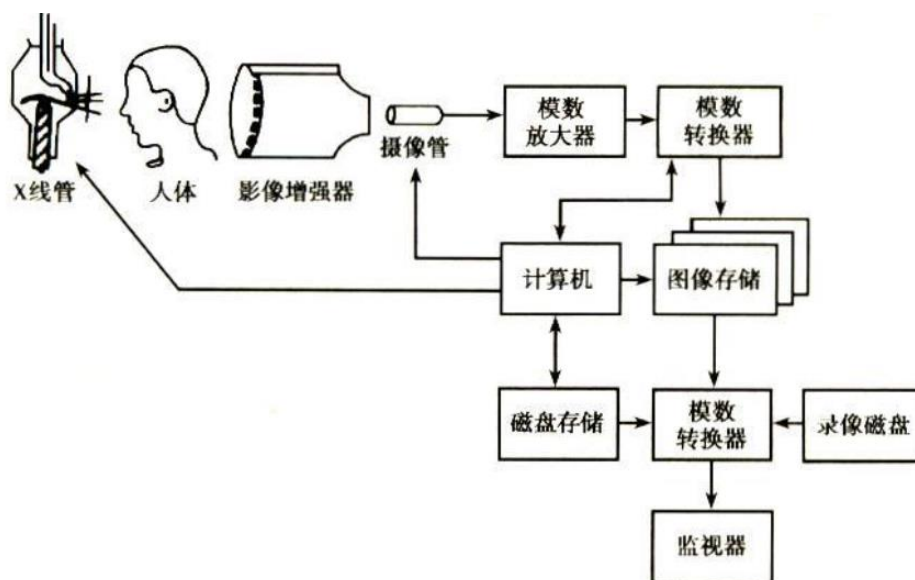 X线管
人体
影像增强器
摄像管
模数
放大器
模数
转换器
计算机
图像存储
磁盘存储
模数
转换器
录像磁盘
监视器